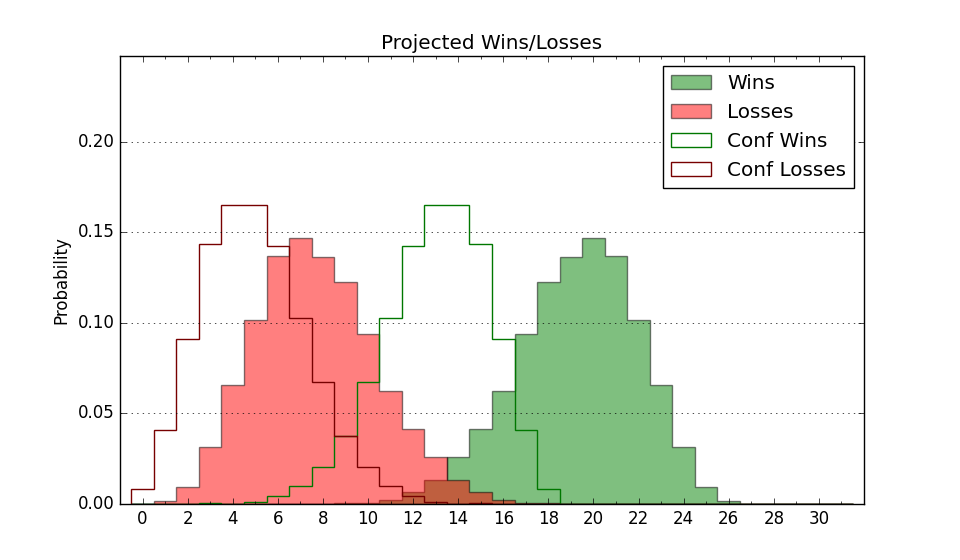 Projected Wins/Losses
Wins
Losses
Conf Wins
Conf Losses
Probability
0.20
0.15
0.10
0.05
0.00
0 2 4 6 8 10 12 14 16 18 20 22 24 26 28 30